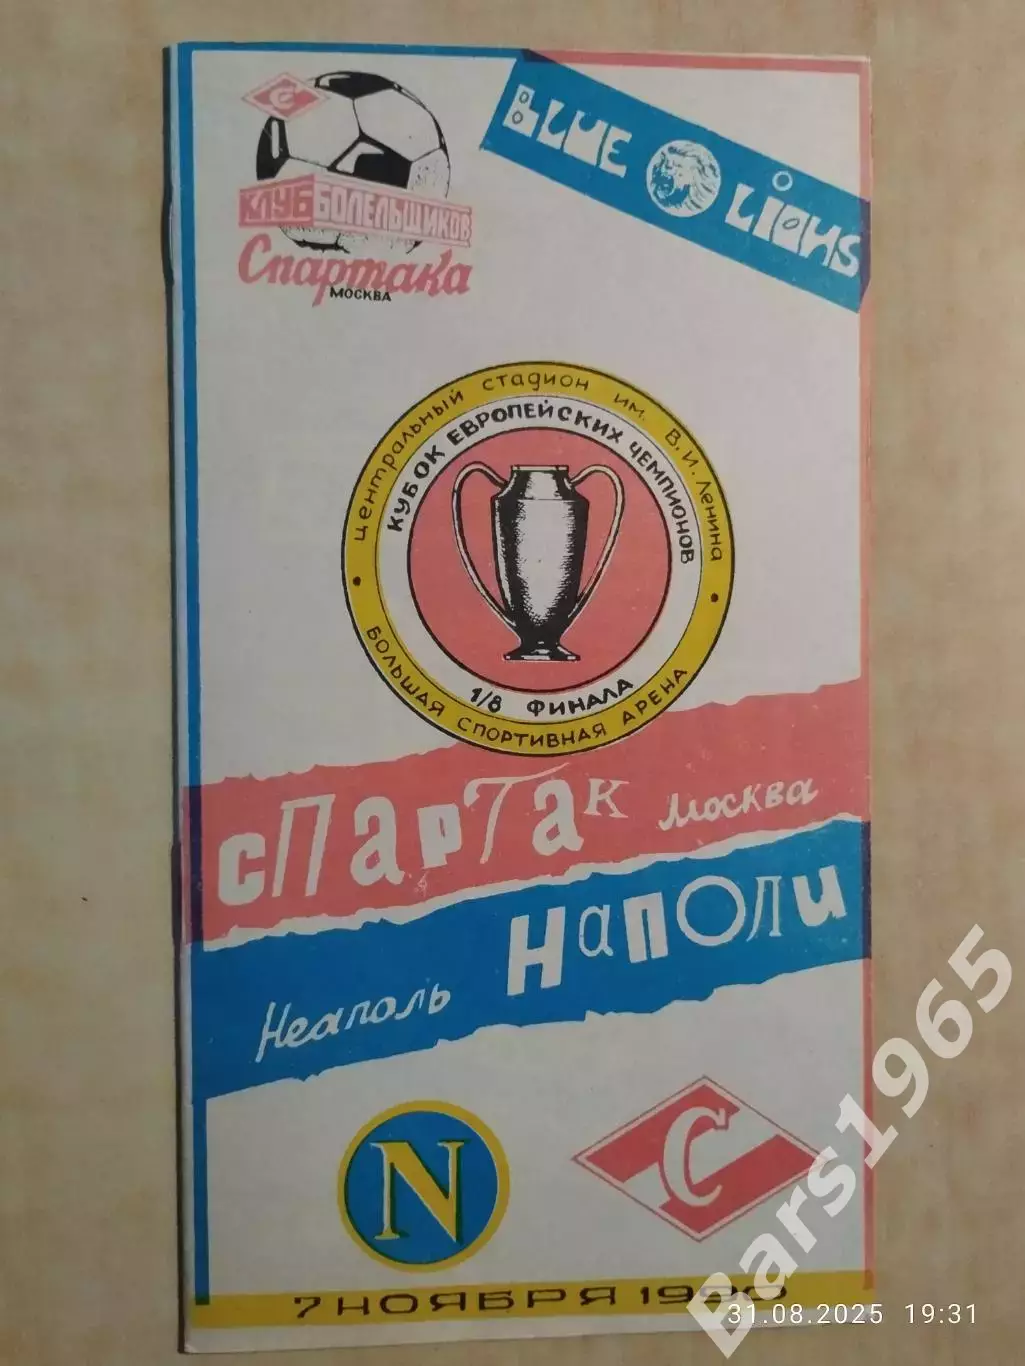 BLUE LIONS
КЛУБ БОЛЕЛЬЩИКОВ
Спартака
МОСКВА
центральный стадион им. В.И. Ленина
КУБОК ЕВРОПЕЙСКИХ ЧЕМПИОНОВ
1/8 ФИНАЛА
БОЛЬШАЯ СПОРТИВНАЯ АРЕНА
СПАРТАК Москва
Неаполь НАПОЛИ
N
С
7 НОЯБРЯ 1990
31.08.2025 19:31
Bars1965